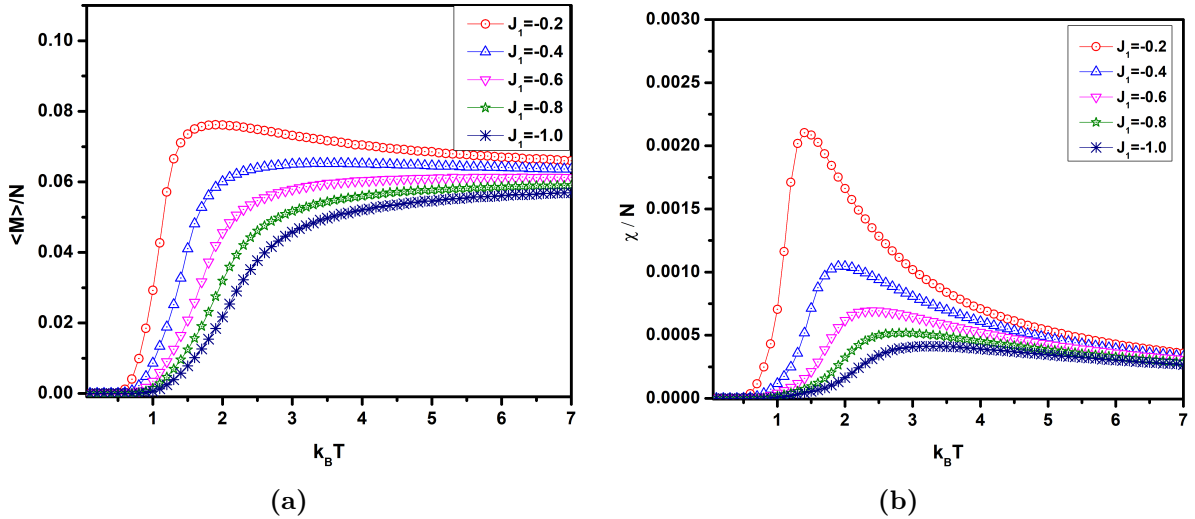 0.10
0.08
0.06
0.04
0.02
0.00
<M>/N
1 2 3 4 5 6 7
k_B T
J_1=-0.2
J_1=-0.4
J_1=-0.6
J_1=-0.8
J_1=-1.0
(a)
0.0030
0.0025
0.0020
0.0015
0.0010
0.0005
0.0000
χ / N
1 2 3 4 5 6 7
k_B T
J_1=-0.2
J_1=-0.4
J_1=-0.6
J_1=-0.8
J_1=-1.0
(b)